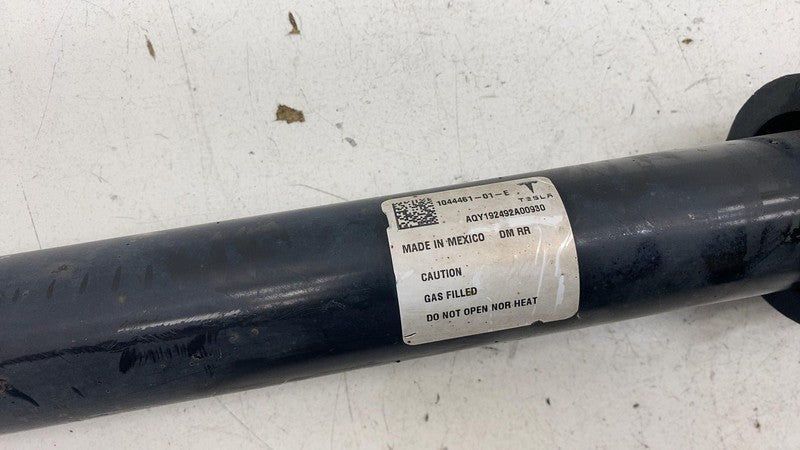 1044461-01-E
TESLA
AQY192492A00930
MADE IN MEXICO DM RR
CAUTION
GAS FILLED
DO NOT OPEN NOR HEAT